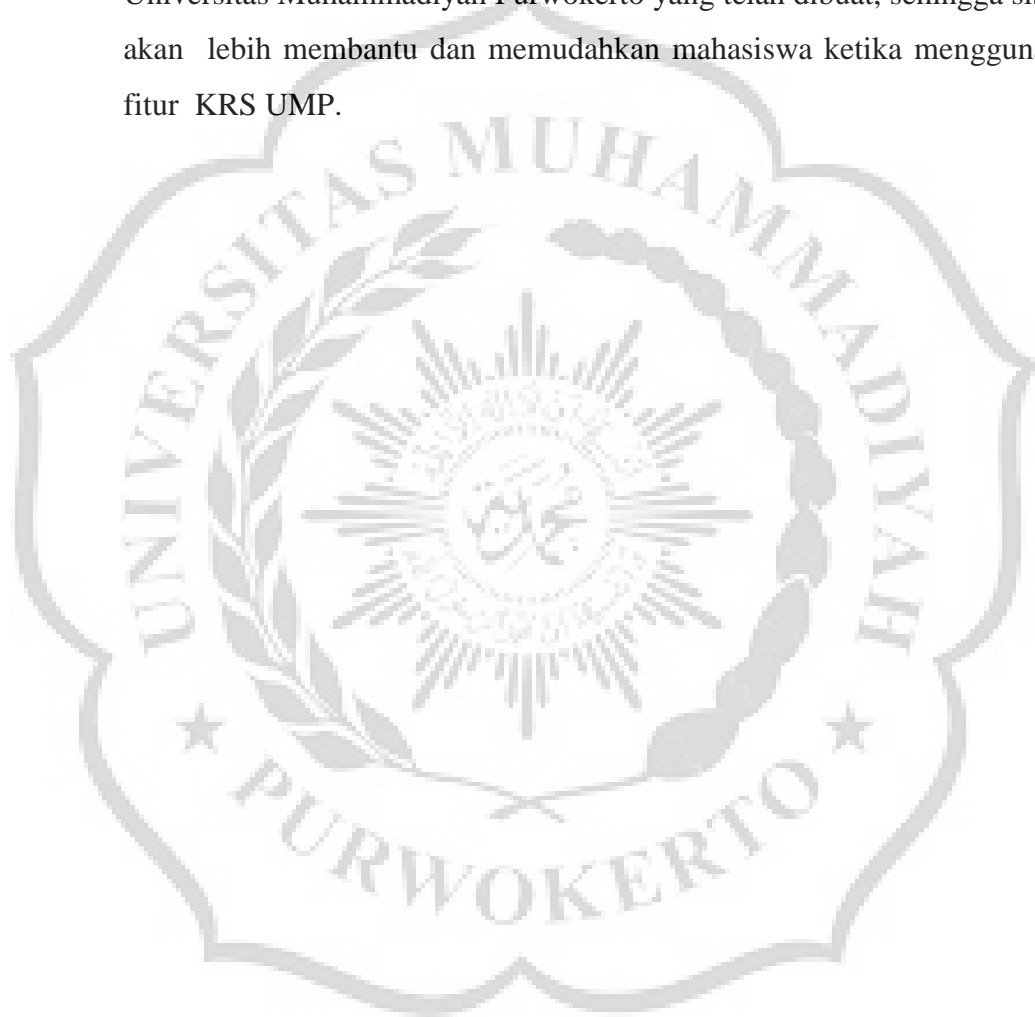 Universitas Muhammadiyah Purwokerto yang telah dibuat, sehingga
akan lebih membantu dan memudahkan mahasiswa ketika
fitur KRS UMP.
UNIVERSITAS MUHAMMADIYAH
★ PURWOKERTO ★